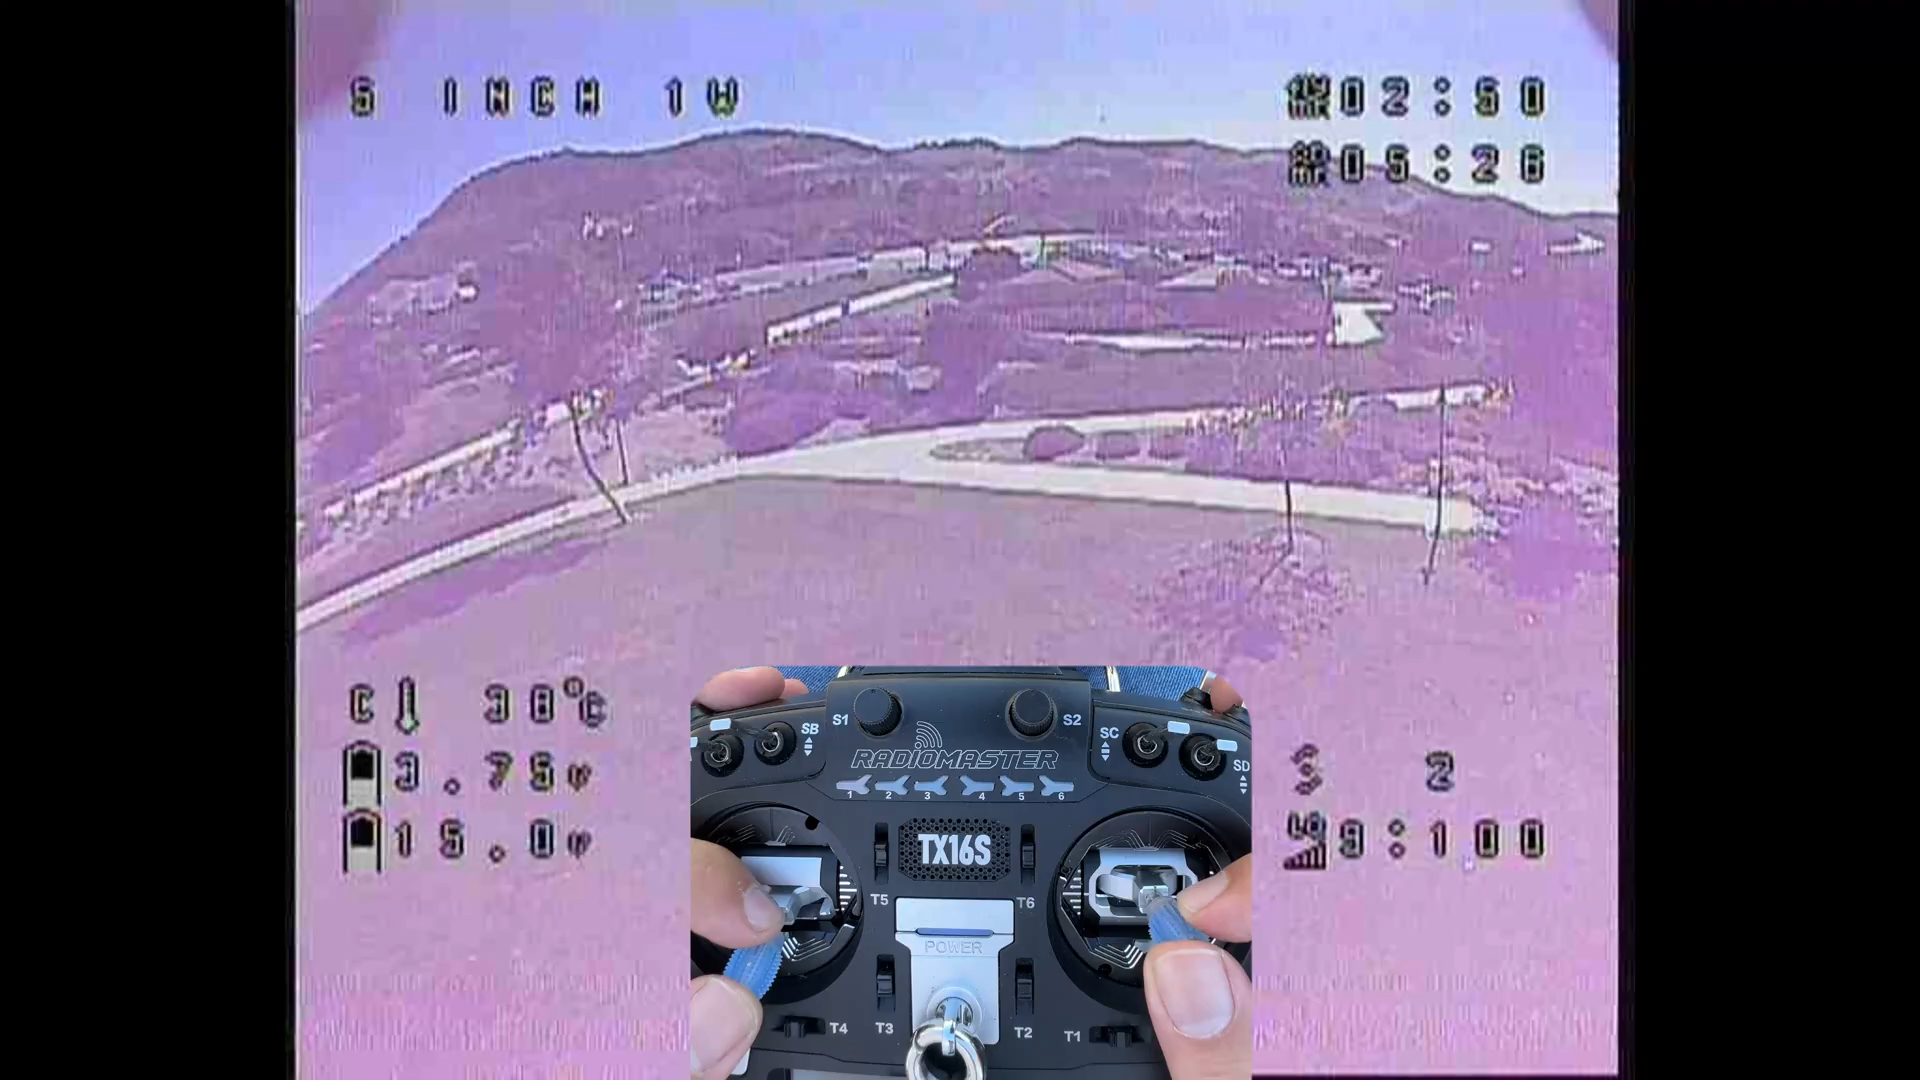 5 INCH 1W
02:50
05:26
C 38°C
3.75V
15.0V
2
LQ 9:100
S1
S2
SB
SC
SD
RADIOMASTER
1 2 3 4 5 6
TX16S
T5
T6
POWER
T4
T3
T2
T1